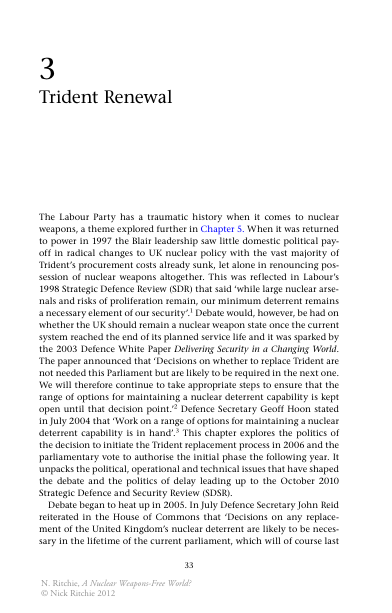 3
Trident Renewal
The Labour Party has a traumatic history when it comes to nuclear
weapons, a theme explored further in Chapter 5. When it was returned
to power in 1997 the Blair leadership saw little domestic political pay-
off in radical changes to UK nuclear policy with the vast majority of
Trident's procurement costs already sunk, let alone in renouncing pos-
session of nuclear weapons altogether. This was reflected in Labour's
1998 Strategic Defence Review (SDR) that said 'while large nuclear arse-
nals and risks of proliferation remain, our minimum deterrent remains
a necessary element of our security'.1 Debate would, however, be had on
whether the UK should remain a nuclear weapon state once the current
system reached the end of its planned service life and it was sparked by
the 2003 Defence White Paper Delivering Security in a Changing World.
The paper announced that 'Decisions on whether to replace Trident are
not needed this Parliament but are likely to be required in the next one.
We will therefore continue to take appropriate steps to ensure that the
range of options for maintaining a nuclear deterrent capability is kept
open until that decision point.'2 Defence Secretary Geoff Hoon stated
in July 2004 that 'Work on a range of options for maintaining a nuclear
deterrent capability is in hand'.3 This chapter explores the politics of
the decision to initiate the Trident replacement process in 2006 and the
parliamentary vote to authorise the initial phase the following year. It
unpacks the political, operational and technical issues that have shaped
the debate and the politics of delay leading up to the October 2010
Strategic Defence and Security Review (SDSR).
Debate began to heat up in 2005. In July Defence Secretary John Reid
reiterated in the House of Commons that 'Decisions on any replace-
ment of the United Kingdom's nuclear deterrent are likely to be neces-
sary in the lifetime of the current parliament, which will of course last
33
N. Ritchie, A Nuclear Weapons-Free World?
© Nick Ritchie 2012